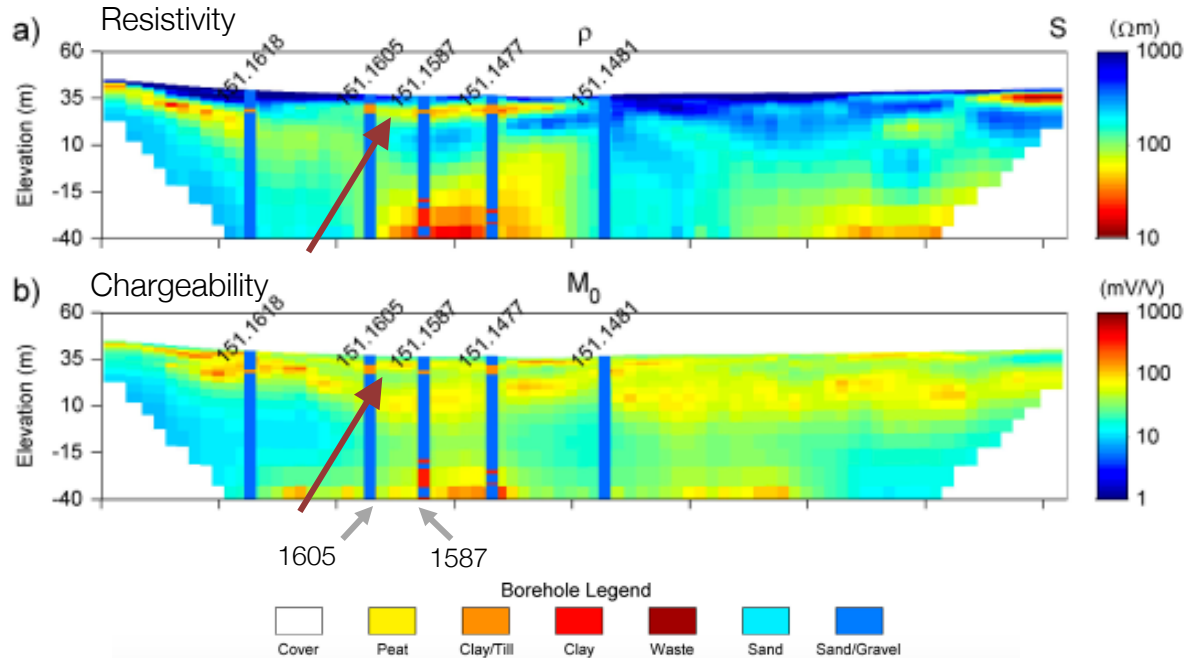 Resistivity
a)
ρ
S
(Ωm)
60
35
10
-15
-40
Elevation (m)
151.1618
151.1605
151.1587
151.1477
151.1481
1000
100
10
Chargeability
b)
M0
(mV/V)
60
35
10
-15
-40
Elevation (m)
151.1618
151.1605
151.1587
151.1477
151.1481
1000
100
10
1
1605
1587
Borehole Legend
Cover Peat Clay/Till Clay Waste Sand Sand/Gravel